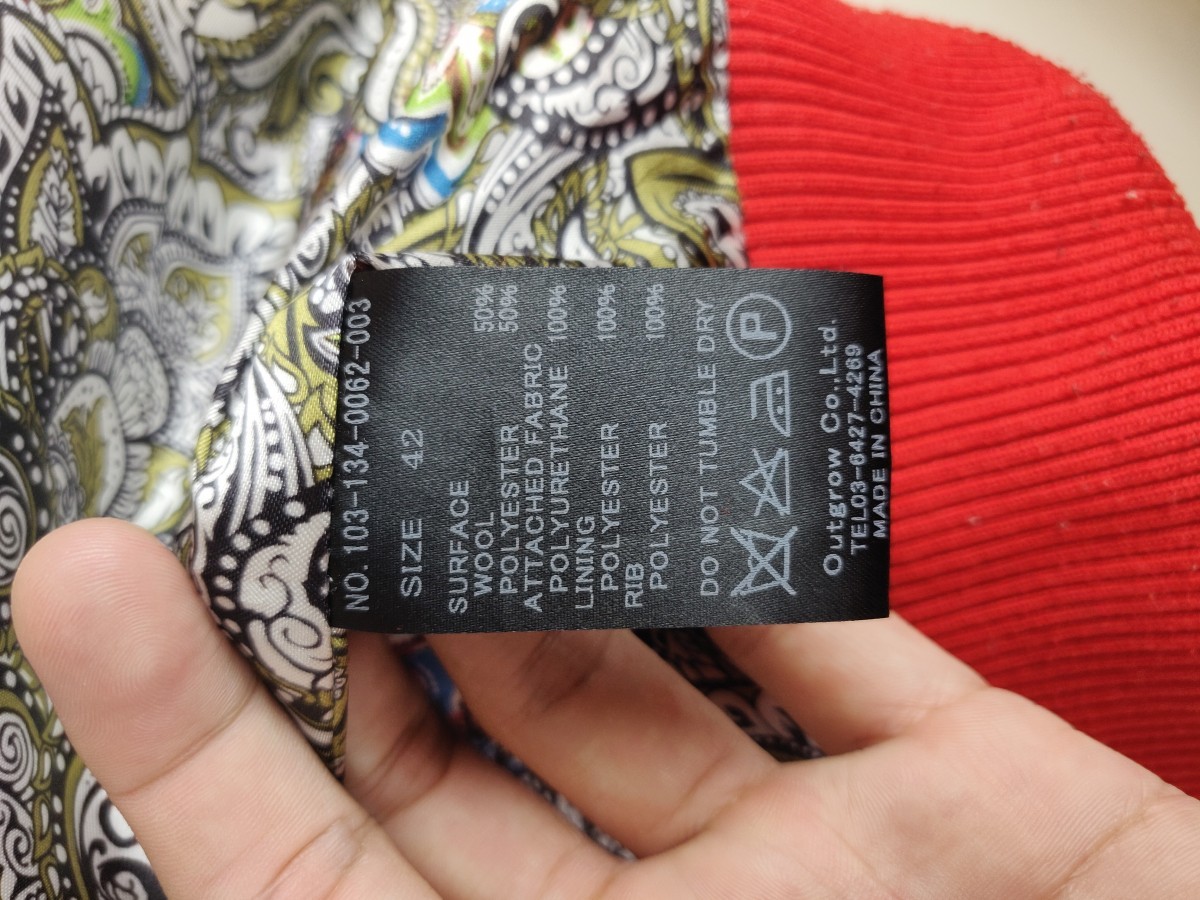 NO. 103-134-0062-003
SIZE 42
SURFACE
WOOL 50%
POLYESTER 50%
ATTACHED FABRIC
POLYURETHANE 100%
LINING
POLYESTER 100%
RIB
POLYESTER 100%
DO NOT TUMBLE DRY
P
Outgrow Co.,Ltd.
TEL03-6427-4269
MADE IN CHINA